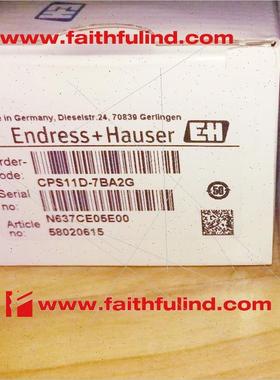 www.faithfulind.com
e in Germany, Dieselstr.24, 70839 Gerlingen
Endress+Hauser EH
rder-
ode: CPS11D-7BA2G
Serial
no: N637CE05E00
Article
no: 58020615
50
www.faithfulind.com